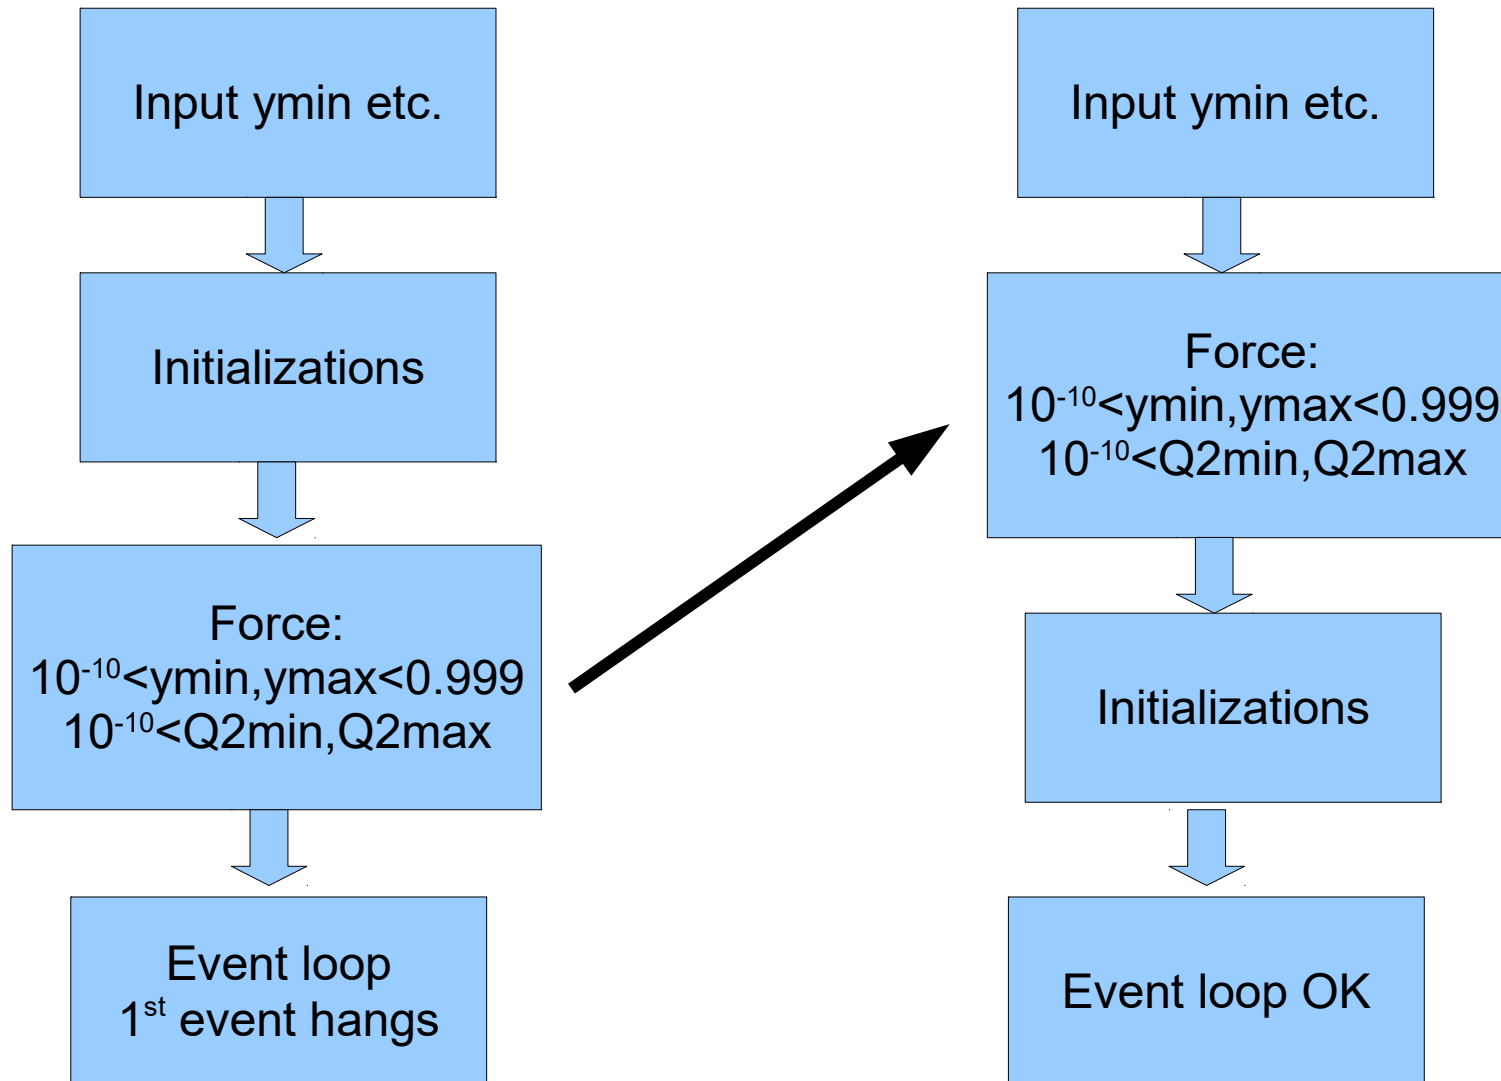 Input ymin etc.
Initializations
Force:
10⁻¹⁰<ymin,ymax<0.999
10⁻¹⁰<Q2min,Q2max
Event loop
1ˢᵗ event hangs
Input ymin etc.
Force:
10⁻¹⁰<ymin,ymax<0.999
10⁻¹⁰<Q2min,Q2max
Initializations
Event loop OK